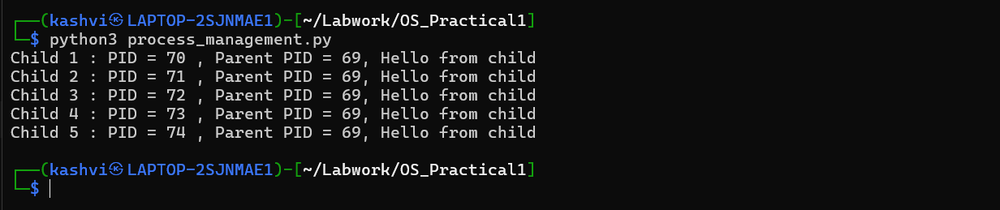 ┌──(kashvi㉿LAPTOP-2SJNMAE1)-[~/Labwork/OS_Practical1]
└─$ python3 process_management.py
Child 1 : PID = 70 , Parent PID = 69, Hello from child
Child 2 : PID = 71 , Parent PID = 69, Hello from child
Child 3 : PID = 72 , Parent PID = 69, Hello from child
Child 4 : PID = 73 , Parent PID = 69, Hello from child
Child 5 : PID = 74 , Parent PID = 69, Hello from child
┌──(kashvi㉿LAPTOP-2SJNMAE1)-[~/Labwork/OS_Practical1]
└─$